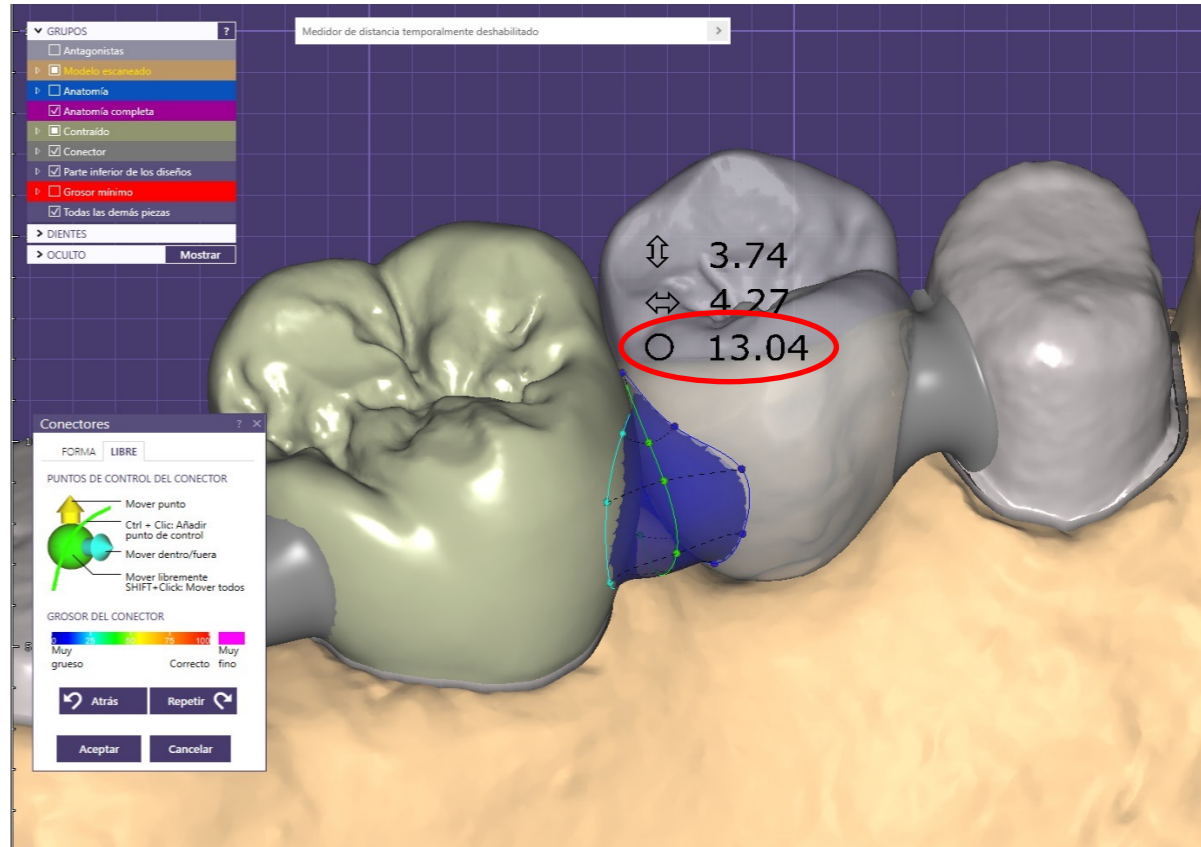 GRUPOS ?
Antagonistas
Modelo escaneado
Anatomía
Anatomía completa
Contraído
Conector
Parte inferior de los diseños
Grosor mínimo
Todas las demás piezas
DIENTES
OCULTO Mostrar
Medidor de distancia temporalmente deshabilitado
3.74
4.27
13.04
Conectores ? ×
FORMA LIBRE
PUNTOS DE CONTROL DEL CONECTOR
Mover punto
Ctrl + Clic: Añadir
punto de control
Mover dentro/fuera
Mover libremente
SHIFT+Click: Mover todos
GROSOR DEL CONECTOR
0 25 50 75 100
Muy Muy
grueso Correcto fino
Atrás Repetir
Aceptar Cancelar